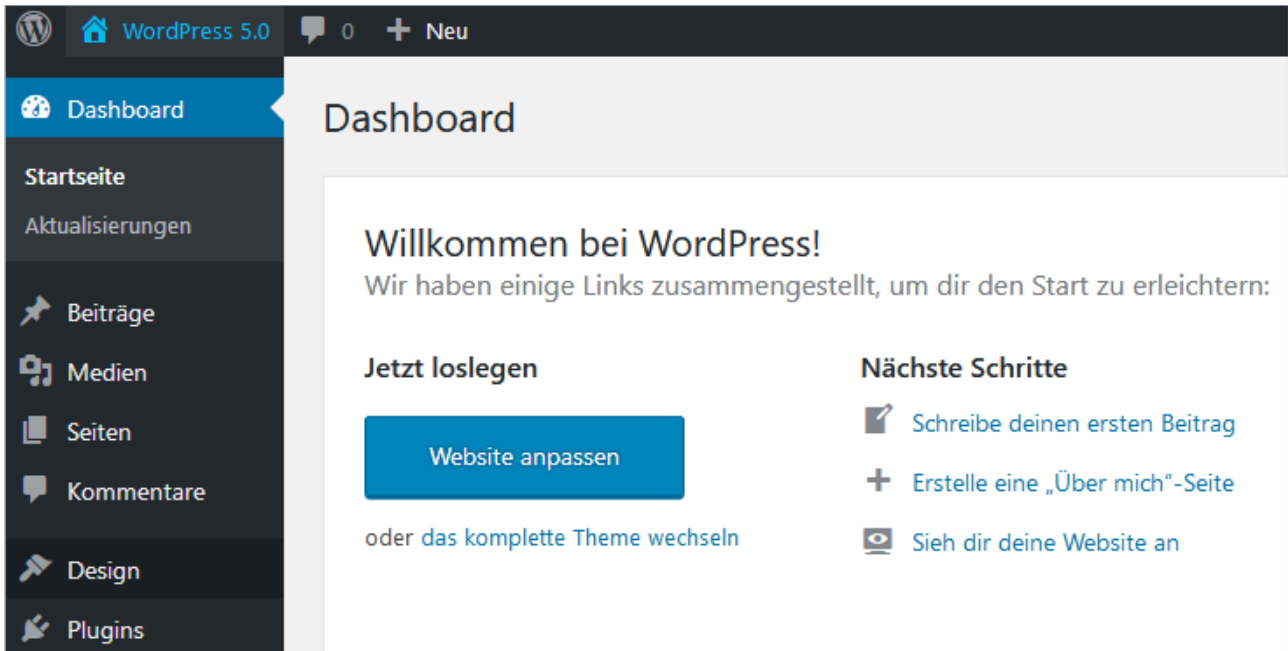 WordPress 5.0 0 Neu
Dashboard
Startseite
Aktualisierungen
Beiträge
Medien
Seiten
Kommentare
Design
Plugins
Dashboard
Willkommen bei WordPress!
Wir haben einige Links zusammengestellt, um dir den Start zu erleichtern:
Jetzt loslegen
Website anpassen
oder das komplette Theme wechseln
Nächste Schritte
Schreibe deinen ersten Beitrag
Erstelle eine „Über mich“-Seite
Sieh dir deine Website an